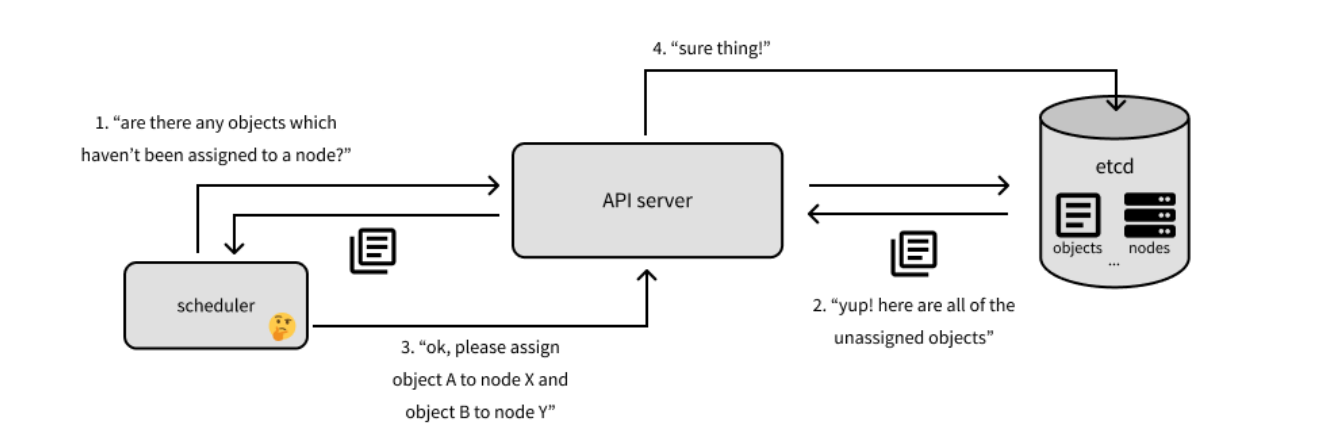 4. “sure thing!”
1. “are there any objects which
haven’t been assigned to a node?”
API server
etcd
objects
nodes
...
scheduler
2. “yup! here are all of the
unassigned objects”
3. “ok, please assign
object A to node X and
object B to node Y”